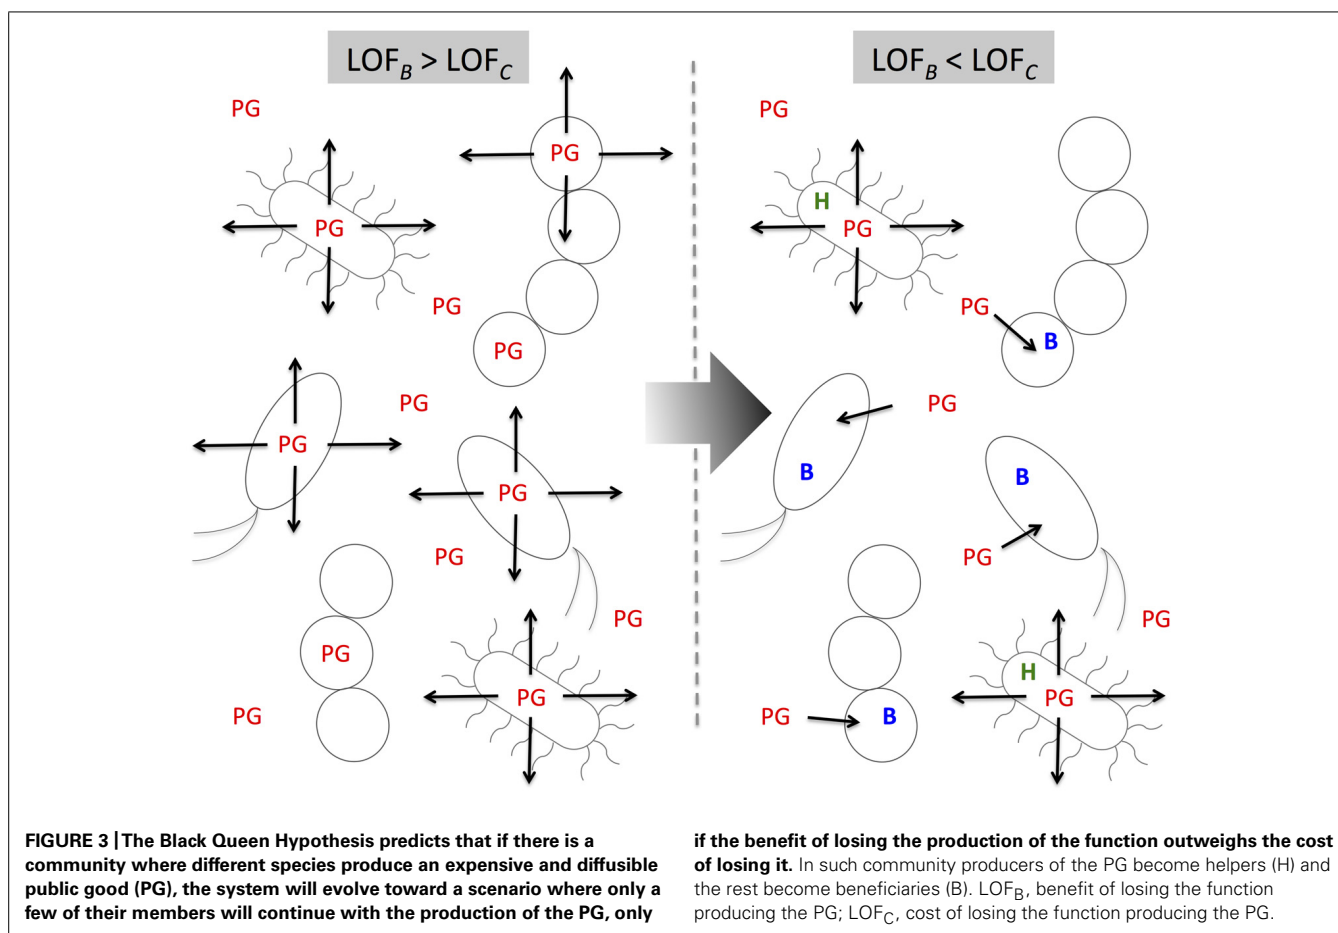 LOFB > LOFC
PG
PG
PG
PG
PG
PG
PG
PG
PG
PG
PG
PG
PG
PG
LOFB < LOFC
PG
H
PG
PG
B
PG
B
B
PG
PG
H
PG
PG
B
FIGURE 3 | The Black Queen Hypothesis predicts that if there is a
community where different species produce an expensive and diffusible
public good (PG), the system will evolve toward a scenario where only a
few of their members will continue with the production of the PG, only
if the benefit of losing the production of the function outweighs the cost
of losing it. In such community producers of the PG become helpers (H) and
the rest become beneficiaries (B). LOFB, benefit of losing the function
producing the PG; LOFC, cost of losing the function producing the PG.